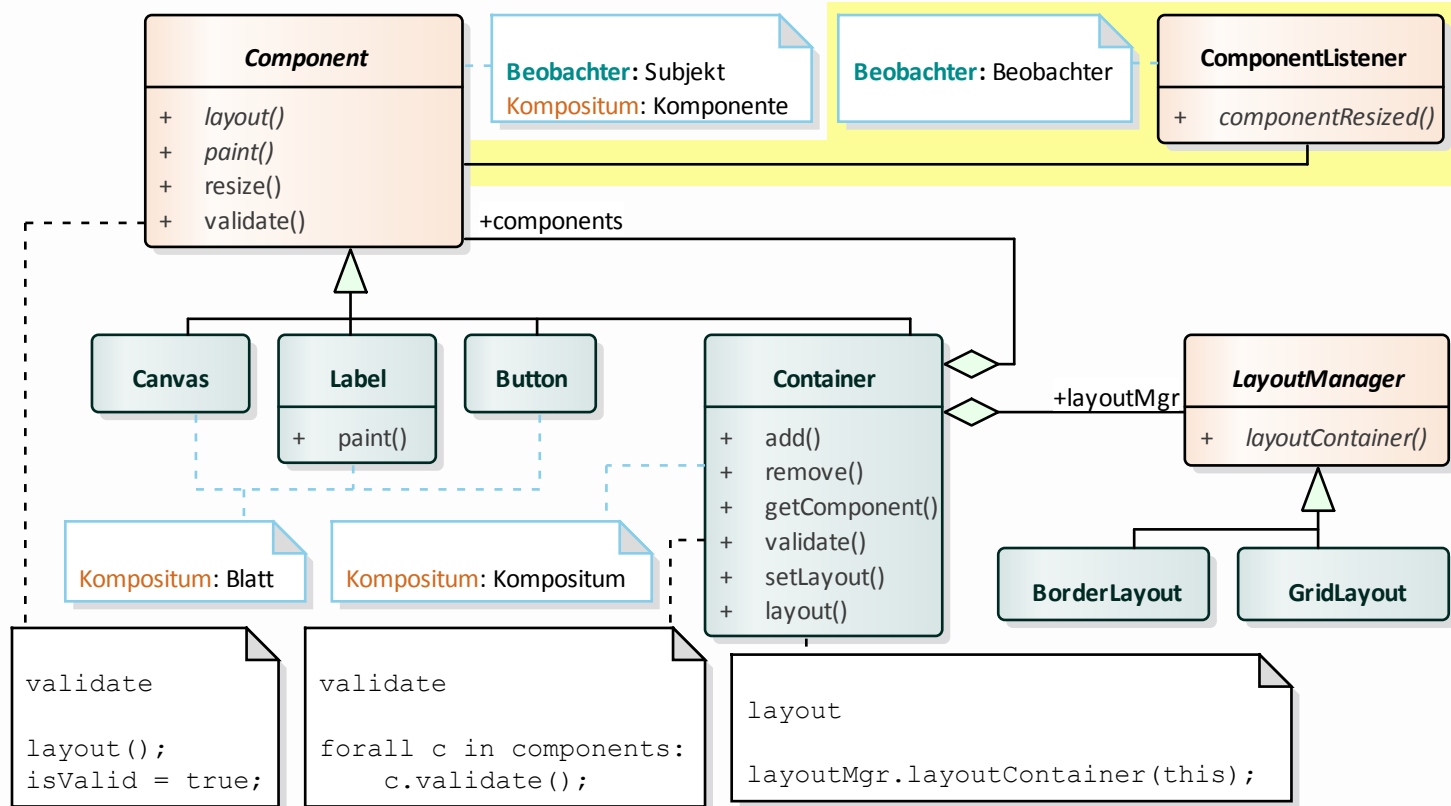 Component
+ layout()
+ paint()
+ resize()
+ validate()
Beobachter: Subjekt
Kompositum: Komponente
Beobachter: Beobachter
ComponentListener
+ componentResized()
+components
Canvas
Label
+ paint()
Button
Container
+ add()
+ remove()
+ getComponent()
+ validate()
+ setLayout()
+ layout()
+layoutMgr
LayoutManager
+ layoutContainer()
BorderLayout
GridLayout
Kompositum: Blatt
Kompositum: Kompositum
validate
layout();
isValid = true;
validate
forall c in components:
c.validate();
layout
layoutMgr.layoutContainer(this);